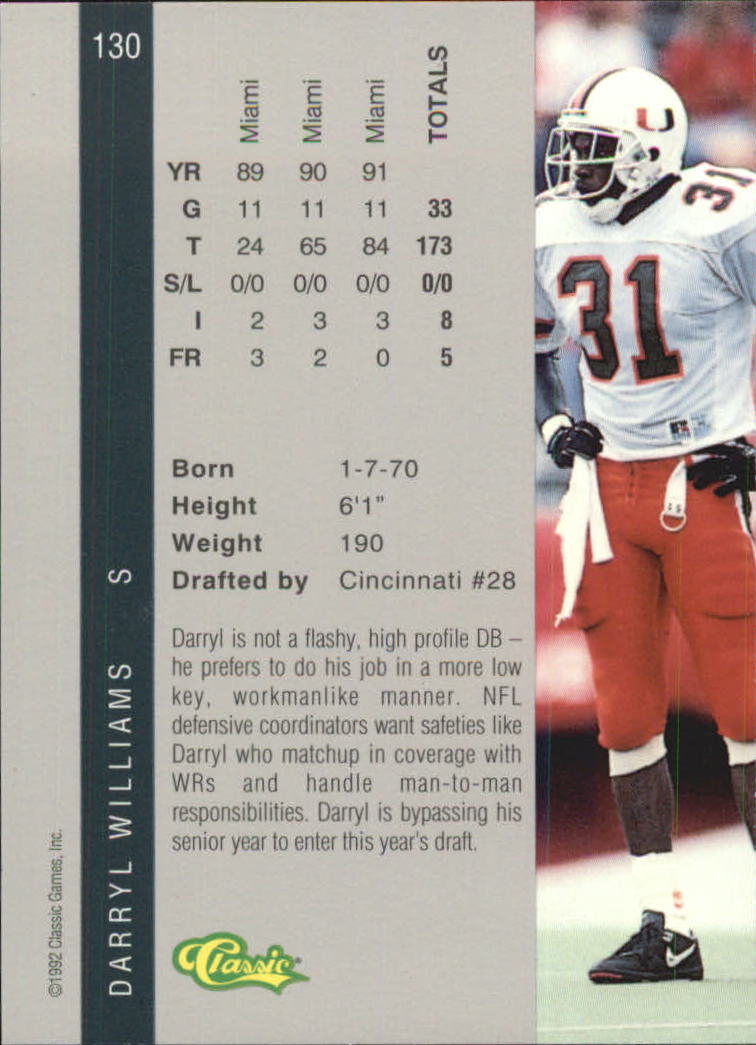 130
Miami Miami Miami TOTALS
YR 89 90 91
G 11 11 11 33
T 24 65 84 173
S/L 0/0 0/0 0/0 0/0
I 2 3 3 8
FR 3 2 0 5
Born 1-7-70
Height 6'1"
Weight 190
Drafted by Cincinnati #28
Darryl is not a flashy, high profile DB –
he prefers to do his job in a more low
key, workmanlike manner. NFL
defensive coordinators want safeties like
Darryl who matchup in coverage with
WRs and handle man-to-man
responsibilities. Darryl is bypassing his
senior year to enter this year's draft.
DARRYL WILLIAMS S
©1992 Classic Games, Inc.
Classic
U
31
31